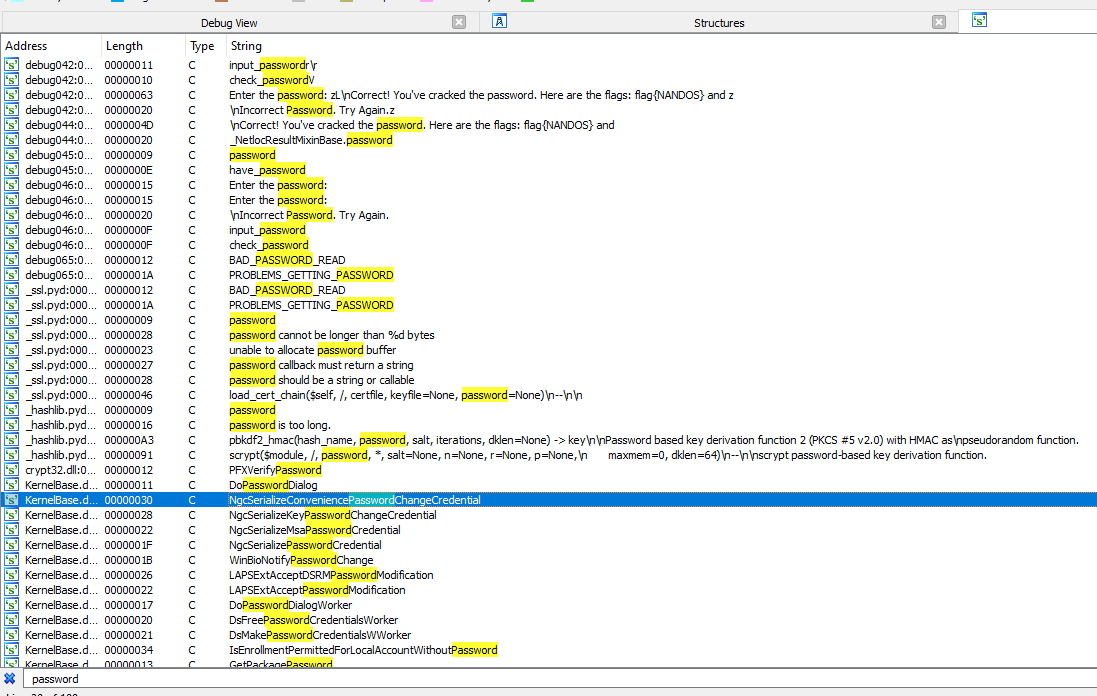 Debug View
Structures
Address Length Type String
debug042:0... 00000011 C input_passwordr\r
debug042:0... 00000010 C check_password\/
debug042:0... 00000063 C Enter the password: zL\nCorrect! You've cracked the password. Here are the flags: flag{NANDOS} and z
debug042:0... 00000020 C \nIncorrect Password. Try Again.z
debug044:0... 0000004D C \nCorrect! You've cracked the password. Here are the flags: flag{NANDOS} and
debug044:0... 00000020 C _NetlocResultMixinBase.password
debug045:0... 00000009 C password
debug045:0... 0000000E C have_password
debug046:0... 00000015 C Enter the password:
debug046:0... 00000015 C Enter the password:
debug046:0... 00000020 C \nIncorrect Password. Try Again.
debug046:0... 0000000F C input_password
debug046:0... 0000000F C check_password
debug065:0... 00000012 C BAD_PASSWORD_READ
debug065:0... 0000001A C PROBLEMS_GETTING_PASSWORD
_ssl.pyd:000... 00000012 C BAD_PASSWORD_READ
_ssl.pyd:000... 0000001A C PROBLEMS_GETTING_PASSWORD
_ssl.pyd:000... 00000009 C password
_ssl.pyd:000... 00000028 C password cannot be longer than %d bytes
_ssl.pyd:000... 00000023 C unable to allocate password buffer
_ssl.pyd:000... 00000027 C password callback must return a string
_ssl.pyd:000... 00000028 C password should be a string or callable
_ssl.pyd:000... 00000046 C load_cert_chain($self, /, certfile, keyfile=None, password=None)\n--\n\n
_hashlib.pyd... 00000009 C password
_hashlib.pyd... 00000016 C password is too long.
_hashlib.pyd... 000000A3 C pbkdf2_hmac(hash_name, password, salt, iterations, dklen=None) -> key\n\nPassword based key derivation function 2 (PKCS #5 v2.0) with HMAC as\npseudorandom function.
_hashlib.pyd... 00000091 C scrypt($module, /, password, *, salt=None, n=None, r=None, p=None,\n maxmem=0, dklen=64)\n--\n\nscrypt password-based key derivation function.
crypt32.dll:0... 00000012 C PFXVerifyPassword
KernelBase.d... 00000011 C DoPasswordDialog
KernelBase.d... 00000030 C NgcSerializeConveniencePasswordChangeCredential
KernelBase.d... 00000028 C NgcSerializeKeyPasswordChangeCredential
KernelBase.d... 00000022 C NgcSerializeMsaPasswordCredential
KernelBase.d... 0000001F C NgcSerializePasswordCredential
KernelBase.d... 0000001B C WinBioNotifyPasswordChange
KernelBase.d... 00000026 C LAPSExtAcceptDSRMPasswordModification
KernelBase.d... 00000022 C LAPSExtAcceptPasswordModification
KernelBase.d... 00000017 C DoPasswordDialogWorker
KernelBase.d... 00000020 C DsFreePasswordCredentialsWorker
KernelBase.d... 00000021 C DsMakePasswordCredentialsWWorker
KernelBase.d... 00000034 C IsEnrollmentPermittedForLocalAccountWithoutPassword
KernelBase.d... 00000013 C GetPackagePassword
password